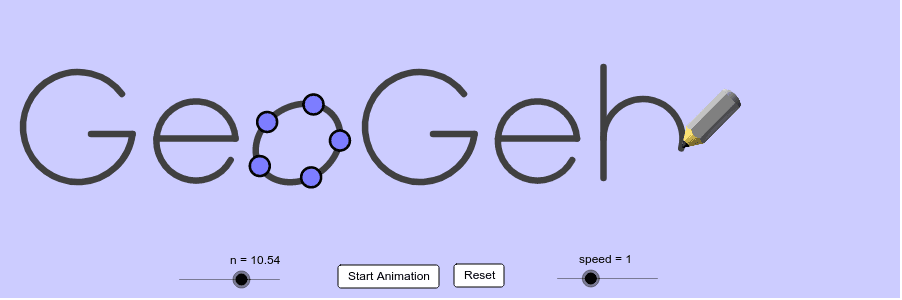 GeoGeh
n = 10.54
Start Animation
Reset
speed = 1